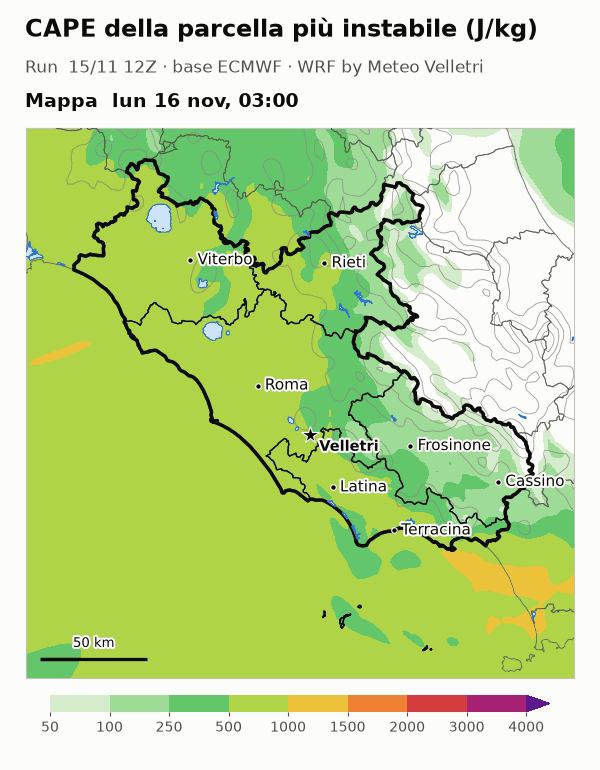 CAPE della parcella più instabile (J/kg)
Run  15/11 12Z · base ECMWF · WRF by Meteo Velletri
Mappa  lun 16 nov, 03:00
Viterbo
Rieti
Roma
Velletri
Frosinone
Cassino
Latina
Terracina
50 km
50 100 250 500 1000 1500 2000 3000 4000